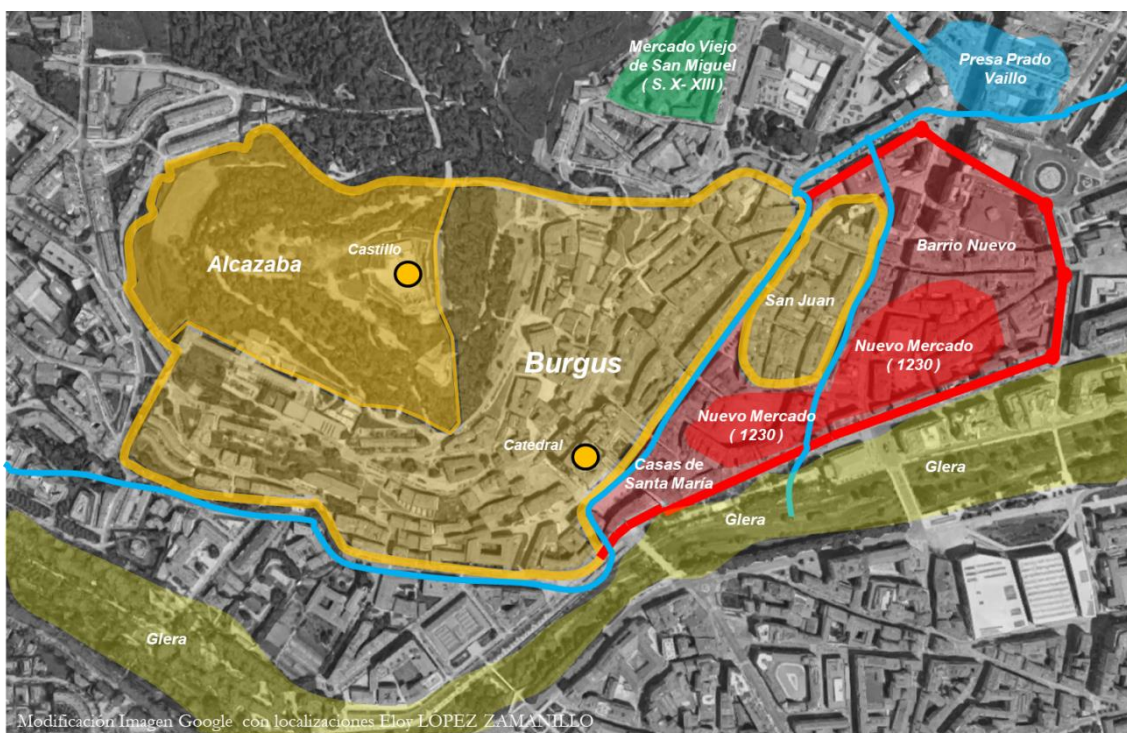 Mercado Viejo
de San Miguel
( S. X- XIII)
Presa Prado
Vaillo
Castillo
Alcazaba
Barrio Nuevo
San Juan
Burgus
Nuevo Mercado
( 1230)
Nuevo Mercado
( 1230)
Catedral
Casas de
Santa María
Glera
Glera
Glera
Modificación Imagen Google con localizaciones Eloy LOPEZ ZAMANILLO